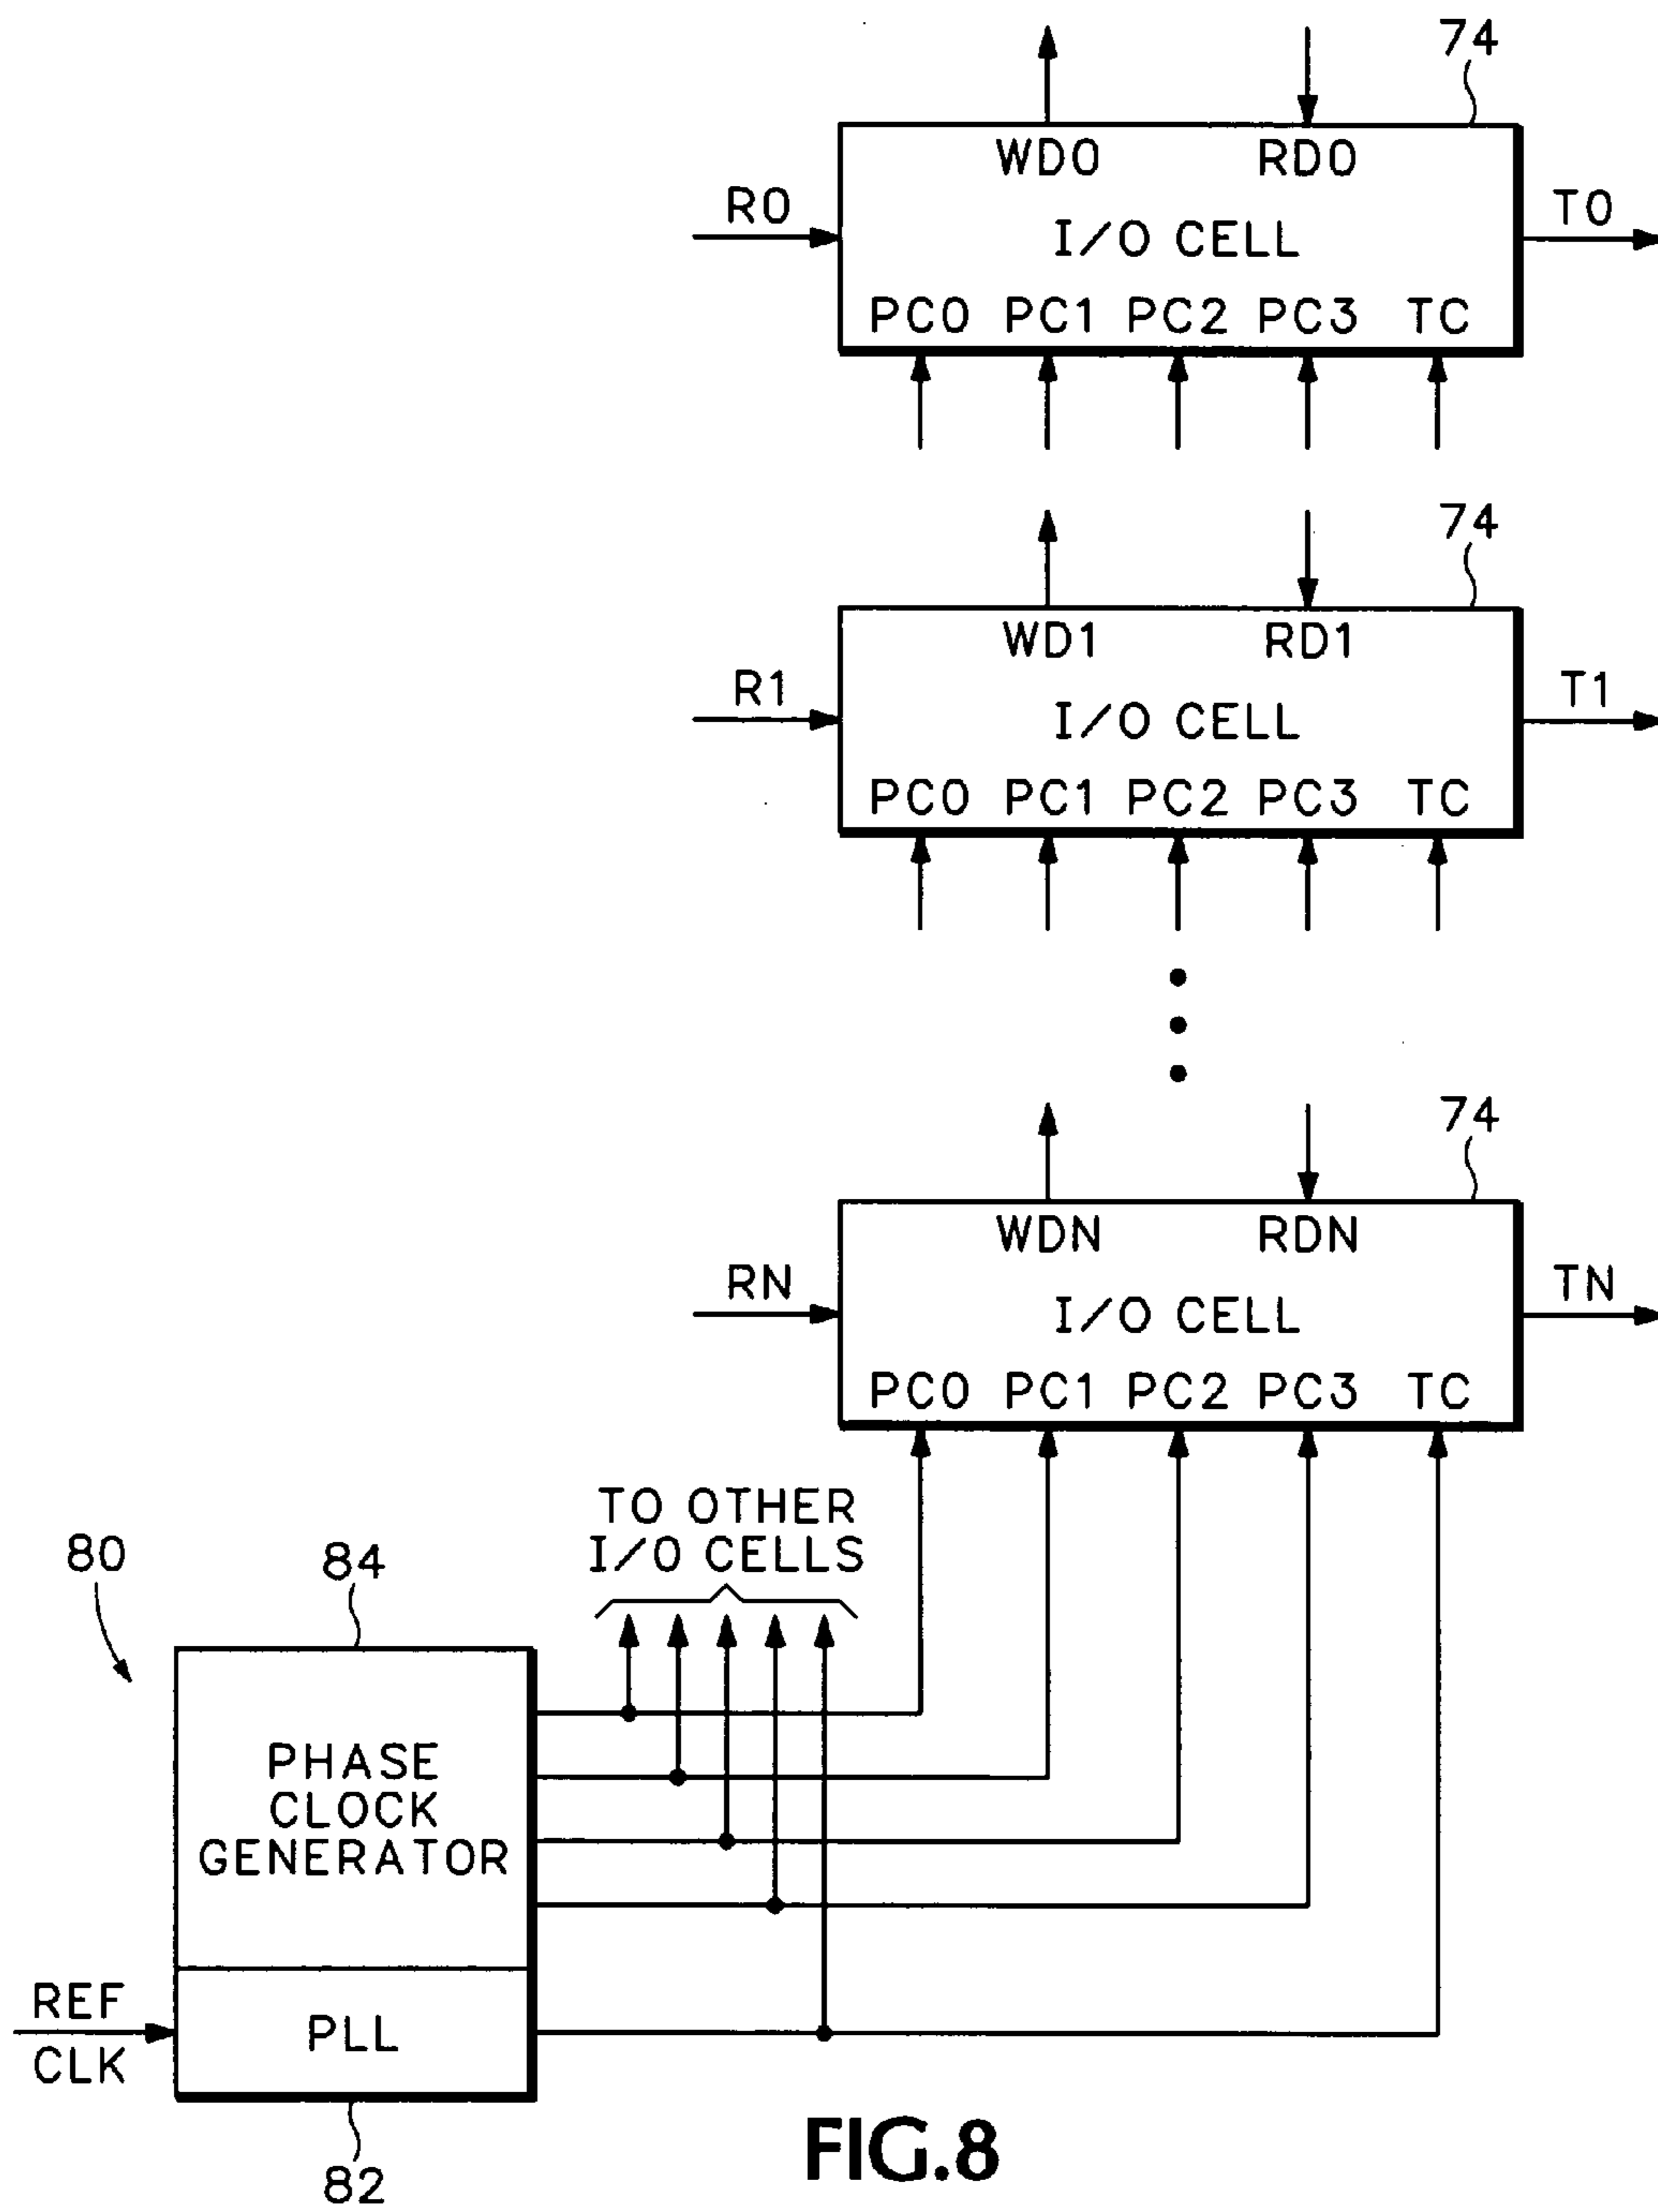 74
WD0 RD0
R0
I/O CELL
T0
PC0 PC1 PC2 PC3 TC
74
WD1 RD1
R1
I/O CELL
T1
PC0 PC1 PC2 PC3 TC
74
WDN RDN
RN
I/O CELL
TN
PC0 PC1 PC2 PC3 TC
TO OTHER
I/O CELLS
80
84
PHASE
CLOCK
GENERATOR
REF
CLK
PLL
82
FIG.8